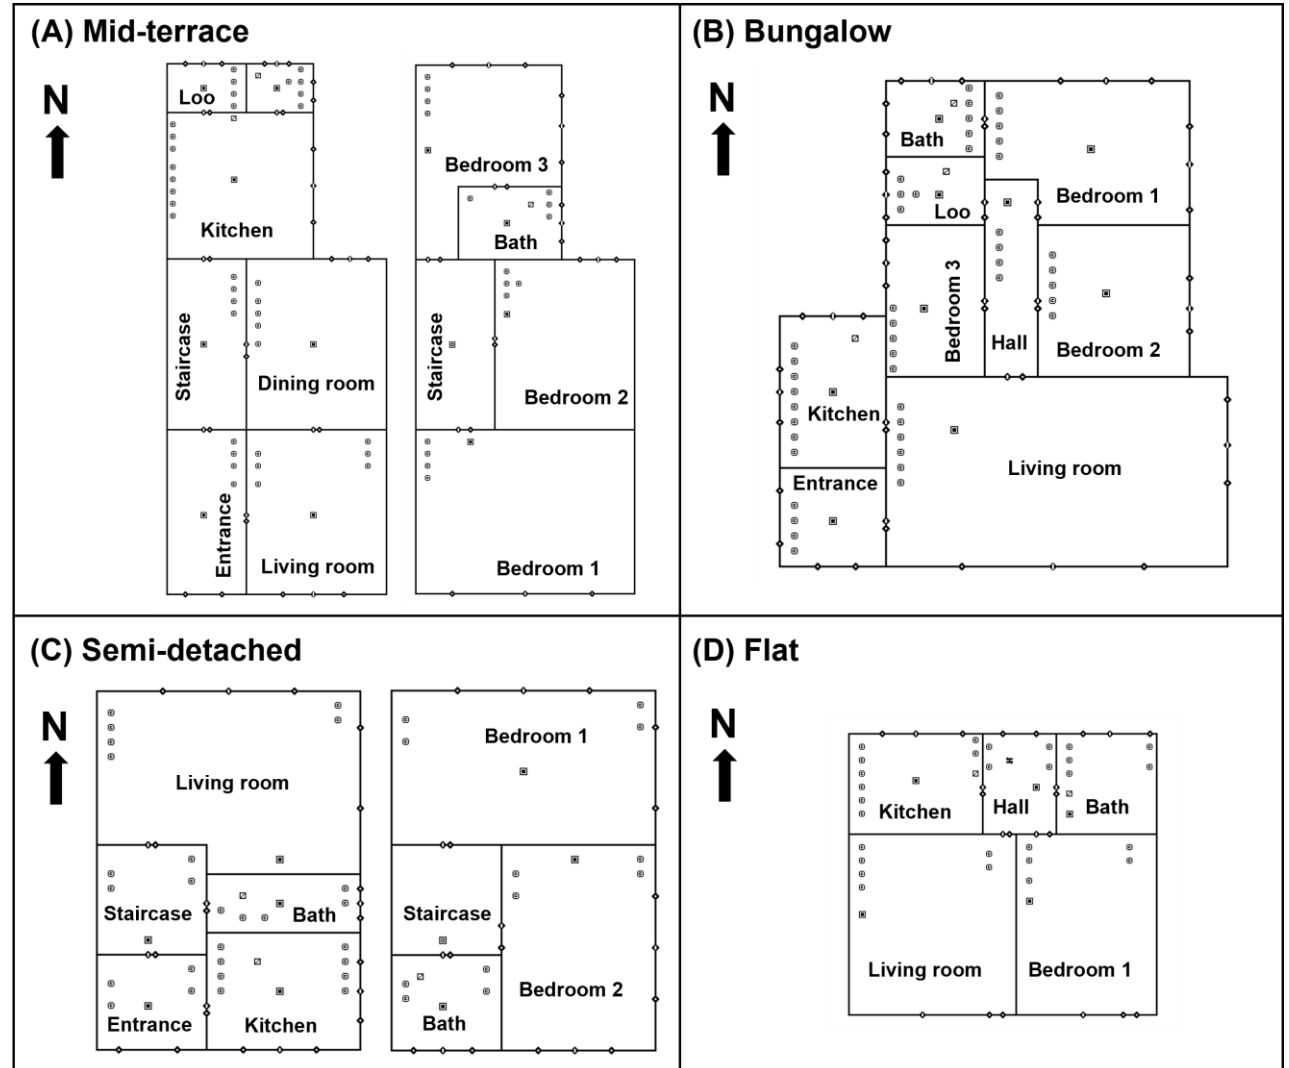 (A) Mid-terrace
N
Loo
Kitchen
Staircase
Dining room
Entrance
Living room
Bedroom 3
Bath
Staircase
Bedroom 2
Bedroom 1
(B) Bungalow
N
Bath
Loo
Bedroom 1
Bedroom 3
Hall
Bedroom 2
Kitchen
Entrance
Living room
(C) Semi-detached
N
Living room
Staircase
Bath
Entrance
Kitchen
Bedroom 1
Staircase
Bedroom 2
Bath
(D) Flat
N
Kitchen
Hall
Bath
Living room
Bedroom 1